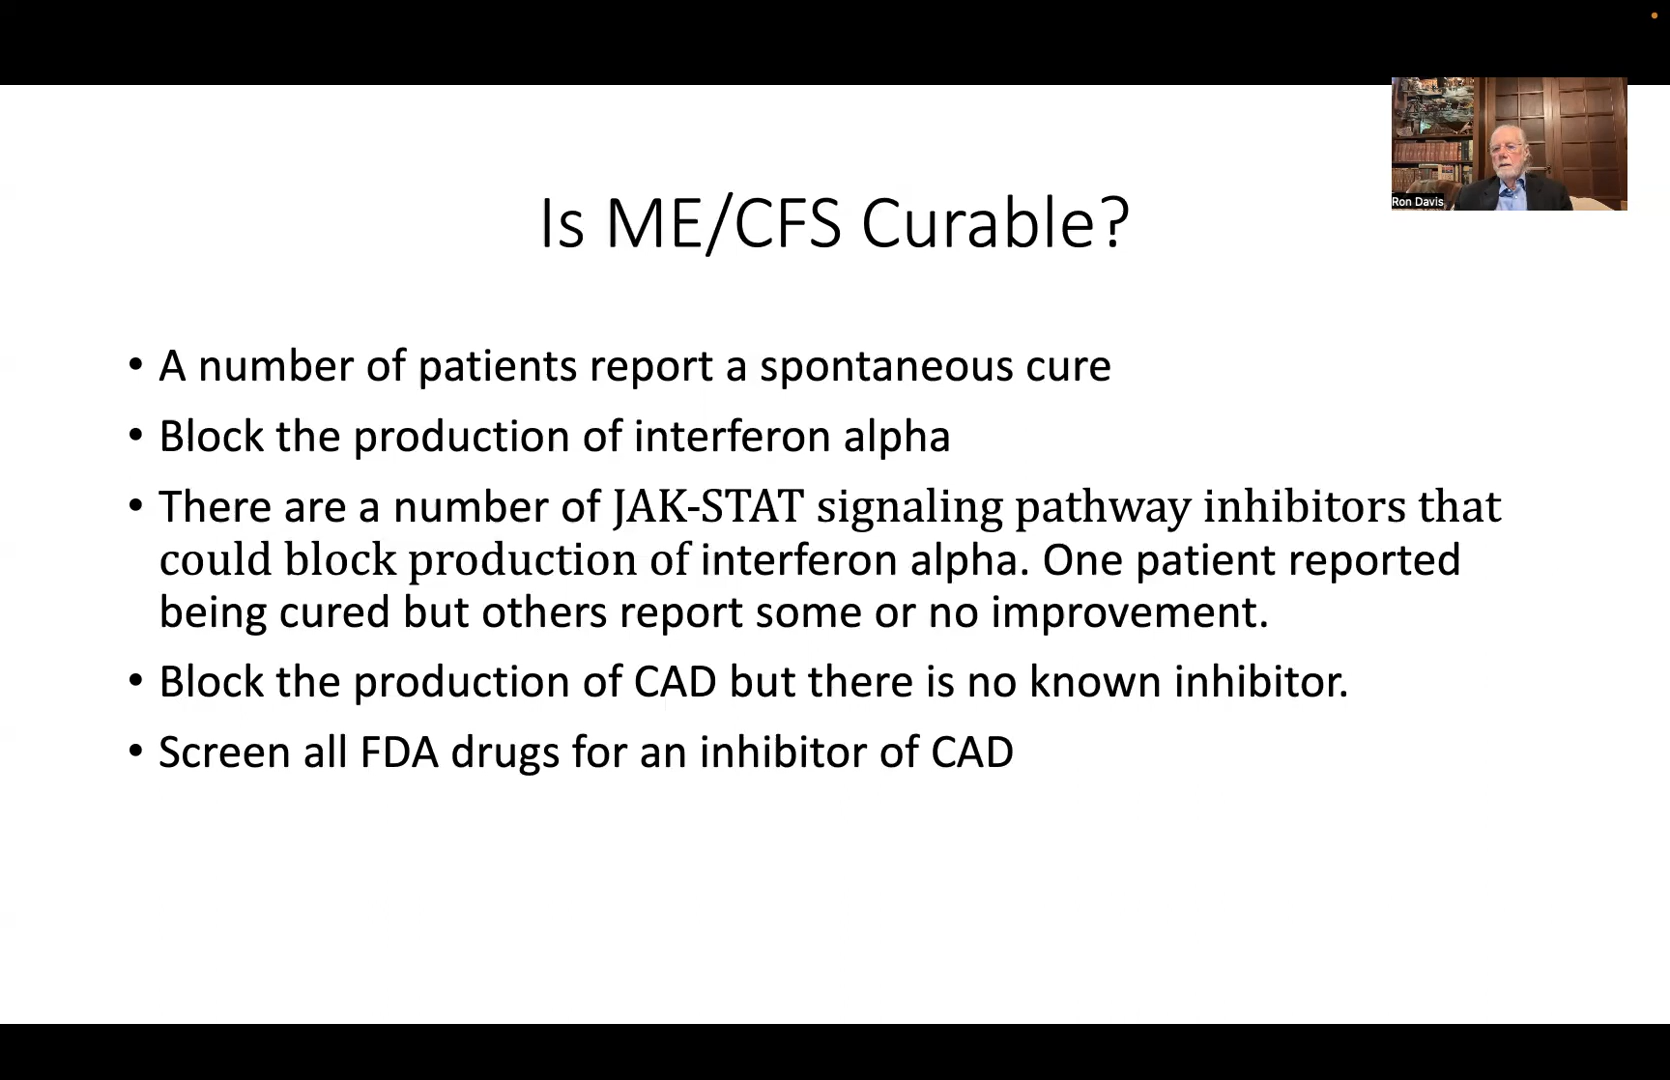 Ron Davis
Is ME/CFS Curable?
• A number of patients report a spontaneous cure
• Block the production of interferon alpha
• There are a number of JAK-STAT signaling pathway inhibitors that
could block production of interferon alpha. One patient reported
being cured but others report some or no improvement.
• Block the production of CAD but there is no known inhibitor.
• Screen all FDA drugs for an inhibitor of CAD